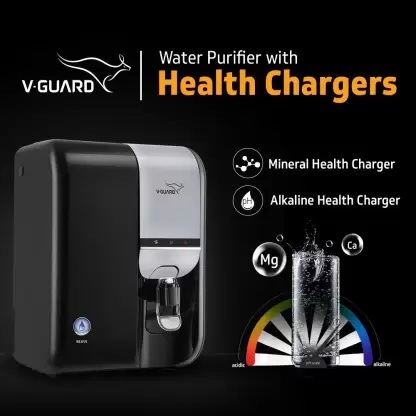 V-GUARD
Water Purifier with
Health Chargers
Mineral Health Charger
pH
Alkaline Health Charger
V-GUARD
Mg
Ca
acidic
alkaline